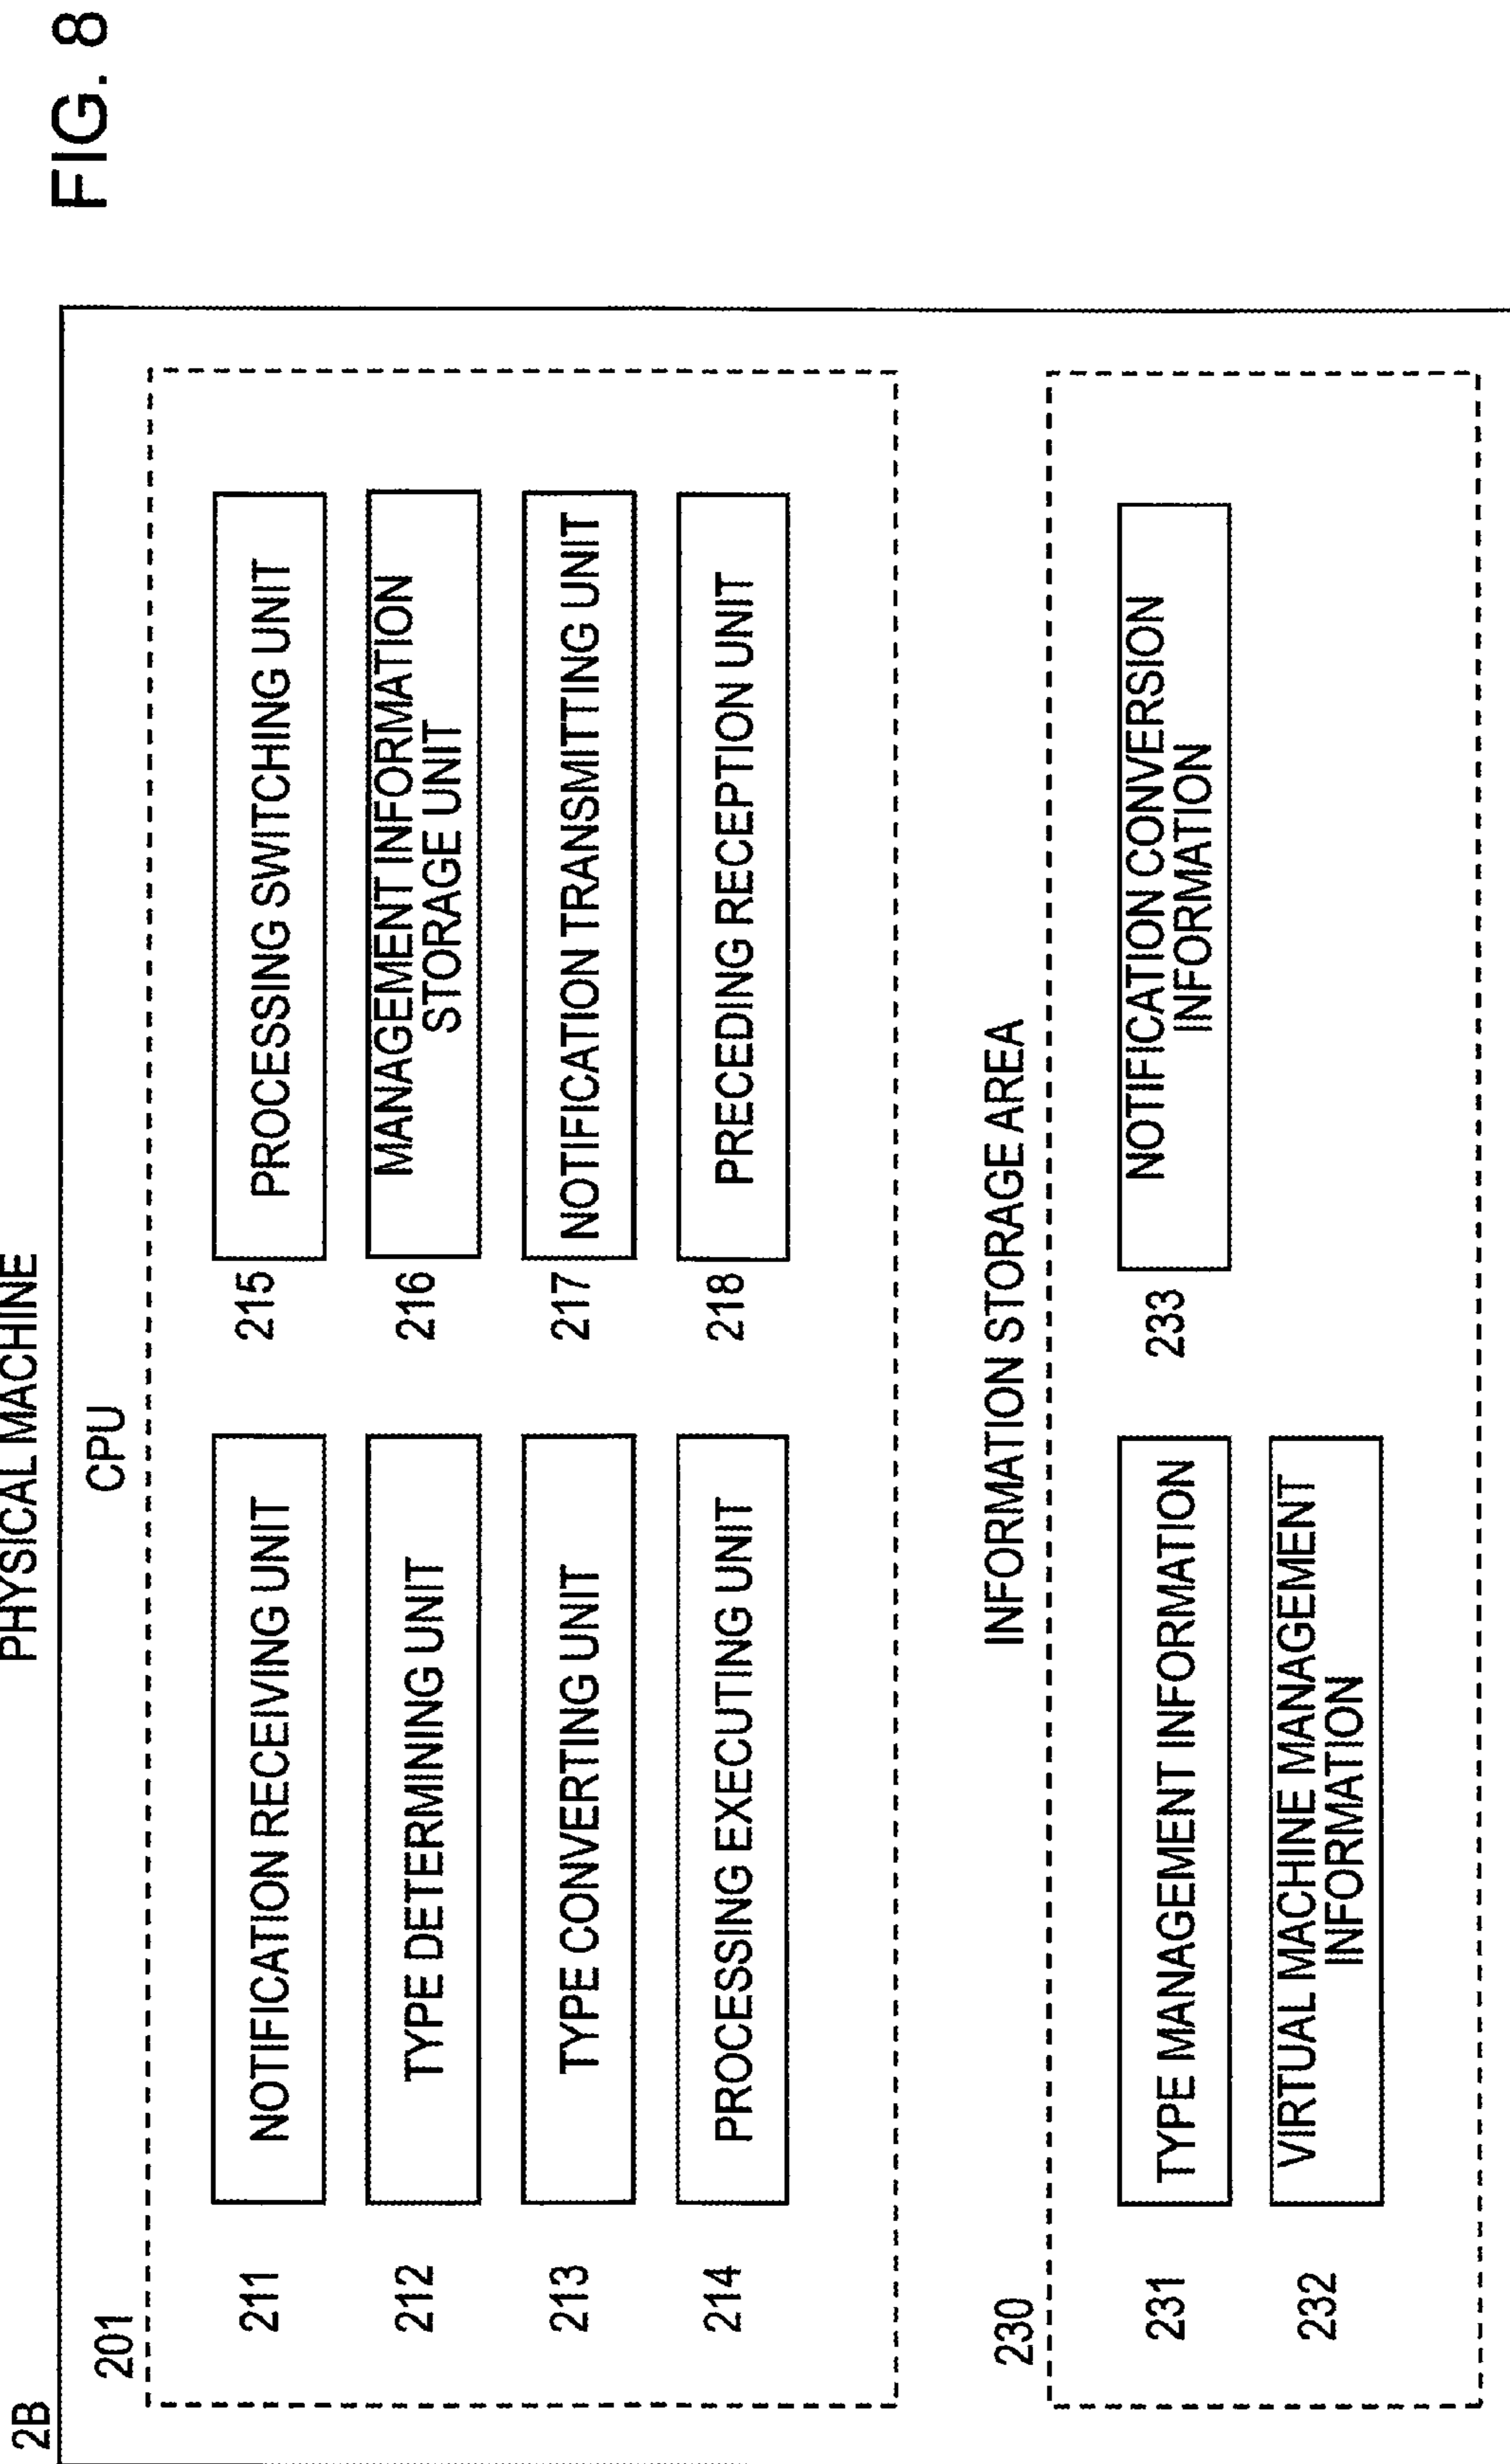 FIG. 8
2B
PHYSICAL MACHINE
201
CPU
211
NOTIFICATION RECEIVING UNIT
212
TYPE DETERMINING UNIT
213
TYPE CONVERTING UNIT
214
PROCESSING EXECUTING UNIT
215
PROCESSING SWITCHING UNIT
216
MANAGEMENT INFORMATION
STORAGE UNIT
217
NOTIFICATION TRANSMITTING UNIT
218
PRECEDING RECEPTION UNIT
230
INFORMATION STORAGE AREA
231
TYPE MANAGEMENT INFORMATION
232
VIRTUAL MACHINE MANAGEMENT
INFORMATION
233
NOTIFICATION CONVERSION
INFORMATION